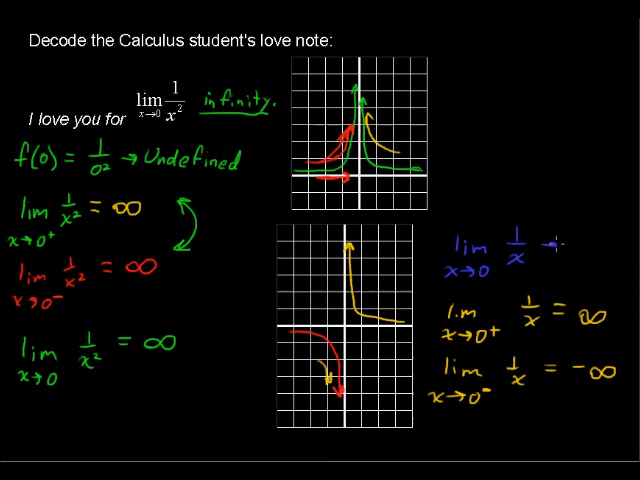 Decode the Calculus student's love note:
I love you for lim x→0 1/x² infinity.
f(0) = 1/0² → Undefined
lim x→0⁺ 1/x² = ∞
lim x→0⁻ 1/x² = ∞
lim x→0 1/x² = ∞
lim x→0 1/x
lim x→0⁺ 1/x = ∞
lim x→0⁻ 1/x = -∞